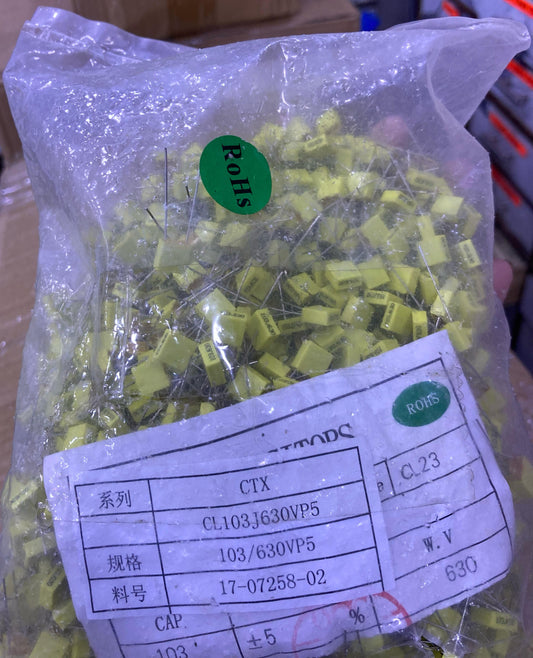 RoHs
RoHS
CL23
系列 CTX
CL103J630VP5
规格 103/630VP5
料号 17-07258-02
W.V
630
CAP.
103 ±5 %